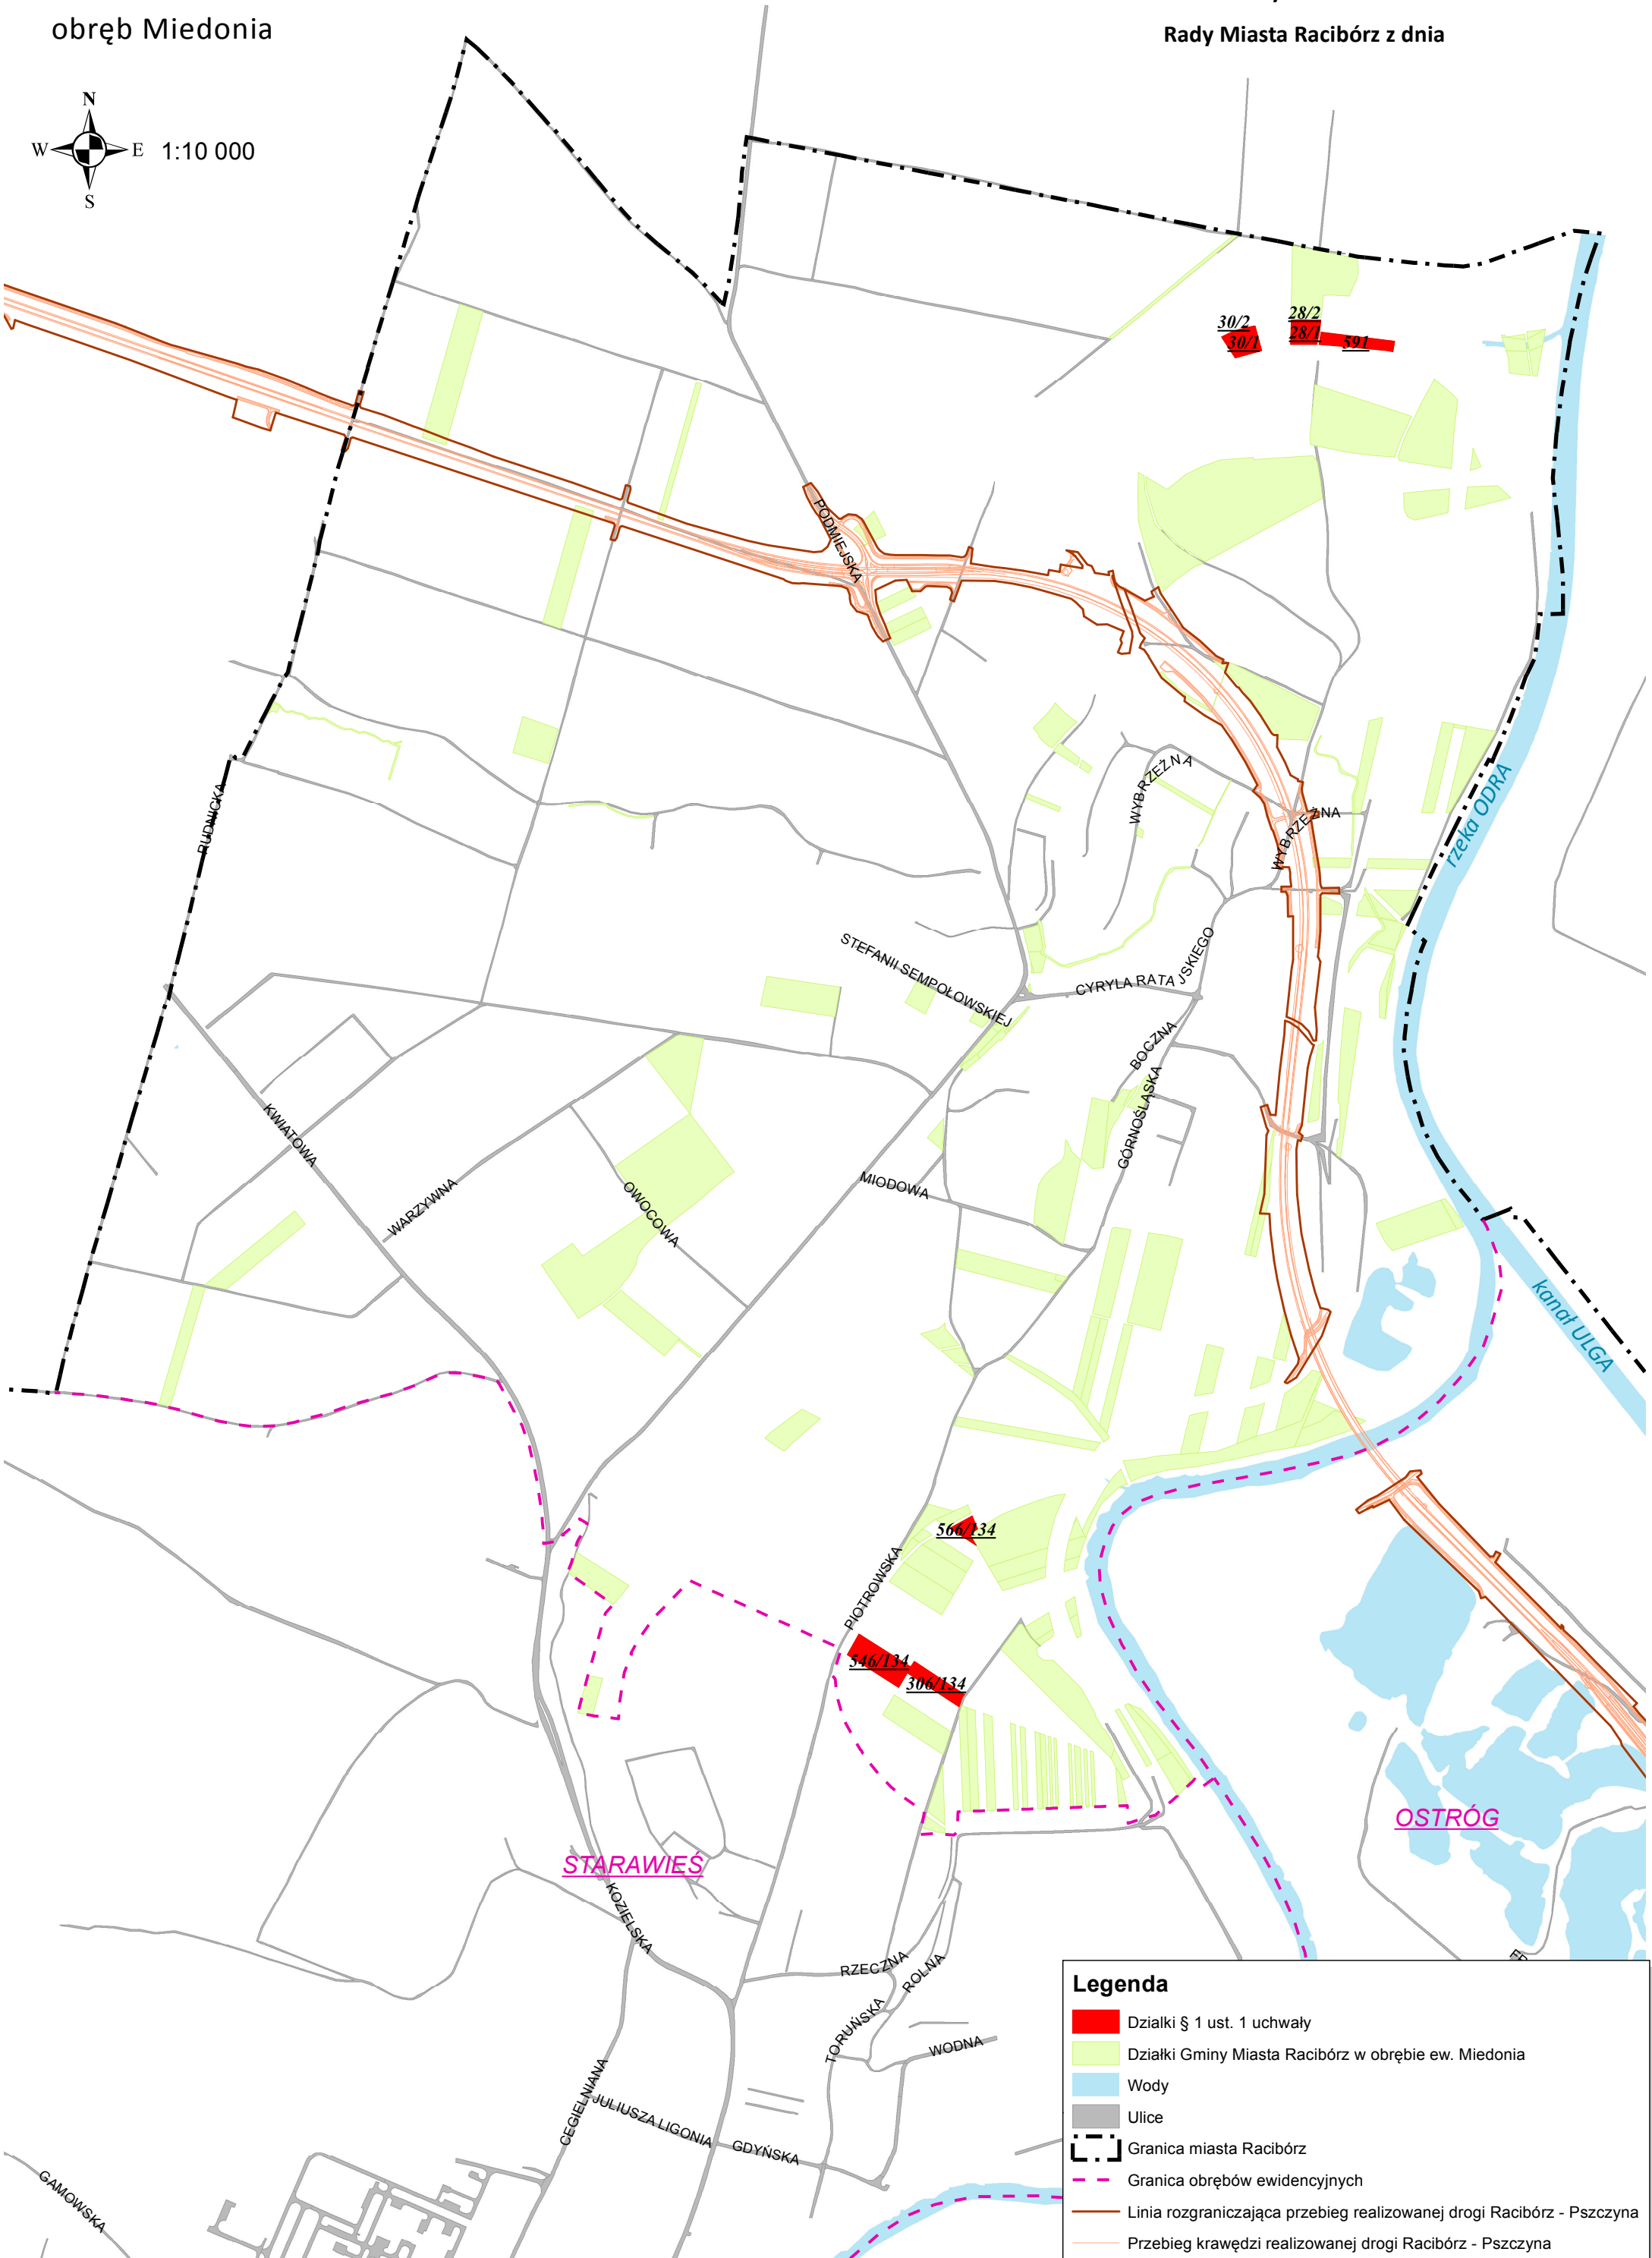 obręb Miedonia
Rady Miasta Racibórz z dnia
N
W
E
1:10 000
S
30/2
28/2
30/1
28/1
591
PODMIEJSKA
WYBRZEŻNA
WYBRZEŻNA
WYBRZEŻNA
rzeka ODRA
RUDNICKA
STEFANII SEMPOŁOWSKIEJ
CYRYLA RATAJSKIEGO
BOCZNA
GÓRNOŚLĄSKA
KWIATOWA
WARZYWNA
OWOCOWA
MIODOWA
kanał ULGA
566/134
PIOTROWSKA
546/134
306/134
OSTRÓG
STARAWIEŚ
KOZIELSKA
RZECZNA
ROLNA
TORUŃSKA
WODNA
CEGIELNIANA
JULIUSZA LIGONIA
GDYŃSKA
GAMOWSKA
Legenda
Dzialki § 1 ust. 1 uchwały
Działki Gminy Miasta Racibórz w obrębie ew. Miedonia
Wody
Ulice
Granica miasta Racibórz
Granica obrębów ewidencyjnych
Linia rozgraniczająca przebieg realizowanej drogi Racibórz - Pszczyna
Przebieg krawędzi realizowanej drogi Racibórz - Pszczyna